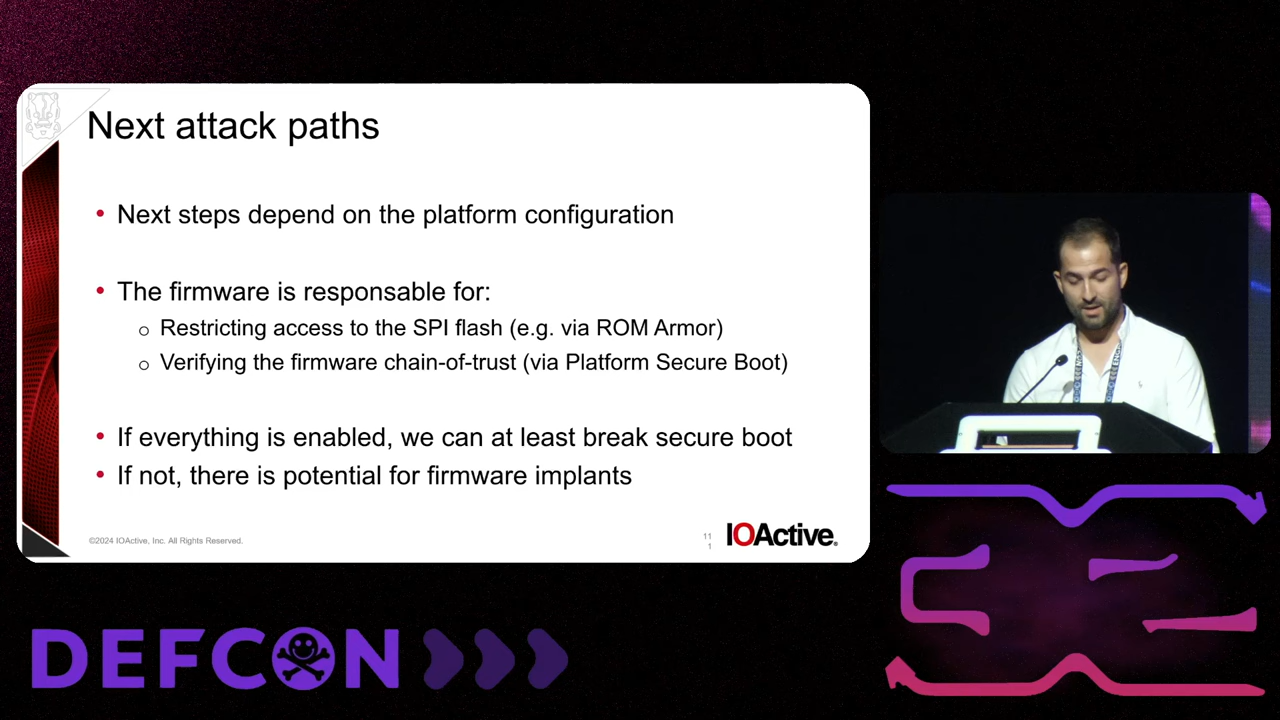 Next attack paths
• Next steps depend on the platform configuration
• The firmware is responsable for:
o Restricting access to the SPI flash (e.g. via ROM Armor)
o Verifying the firmware chain-of-trust (via Platform Secure Boot)
• If everything is enabled, we can at least break secure boot
• If not, there is potential for firmware implants
©2024 IOActive, Inc. All Rights Reserved.
11
1
IOActive.
DEFCON